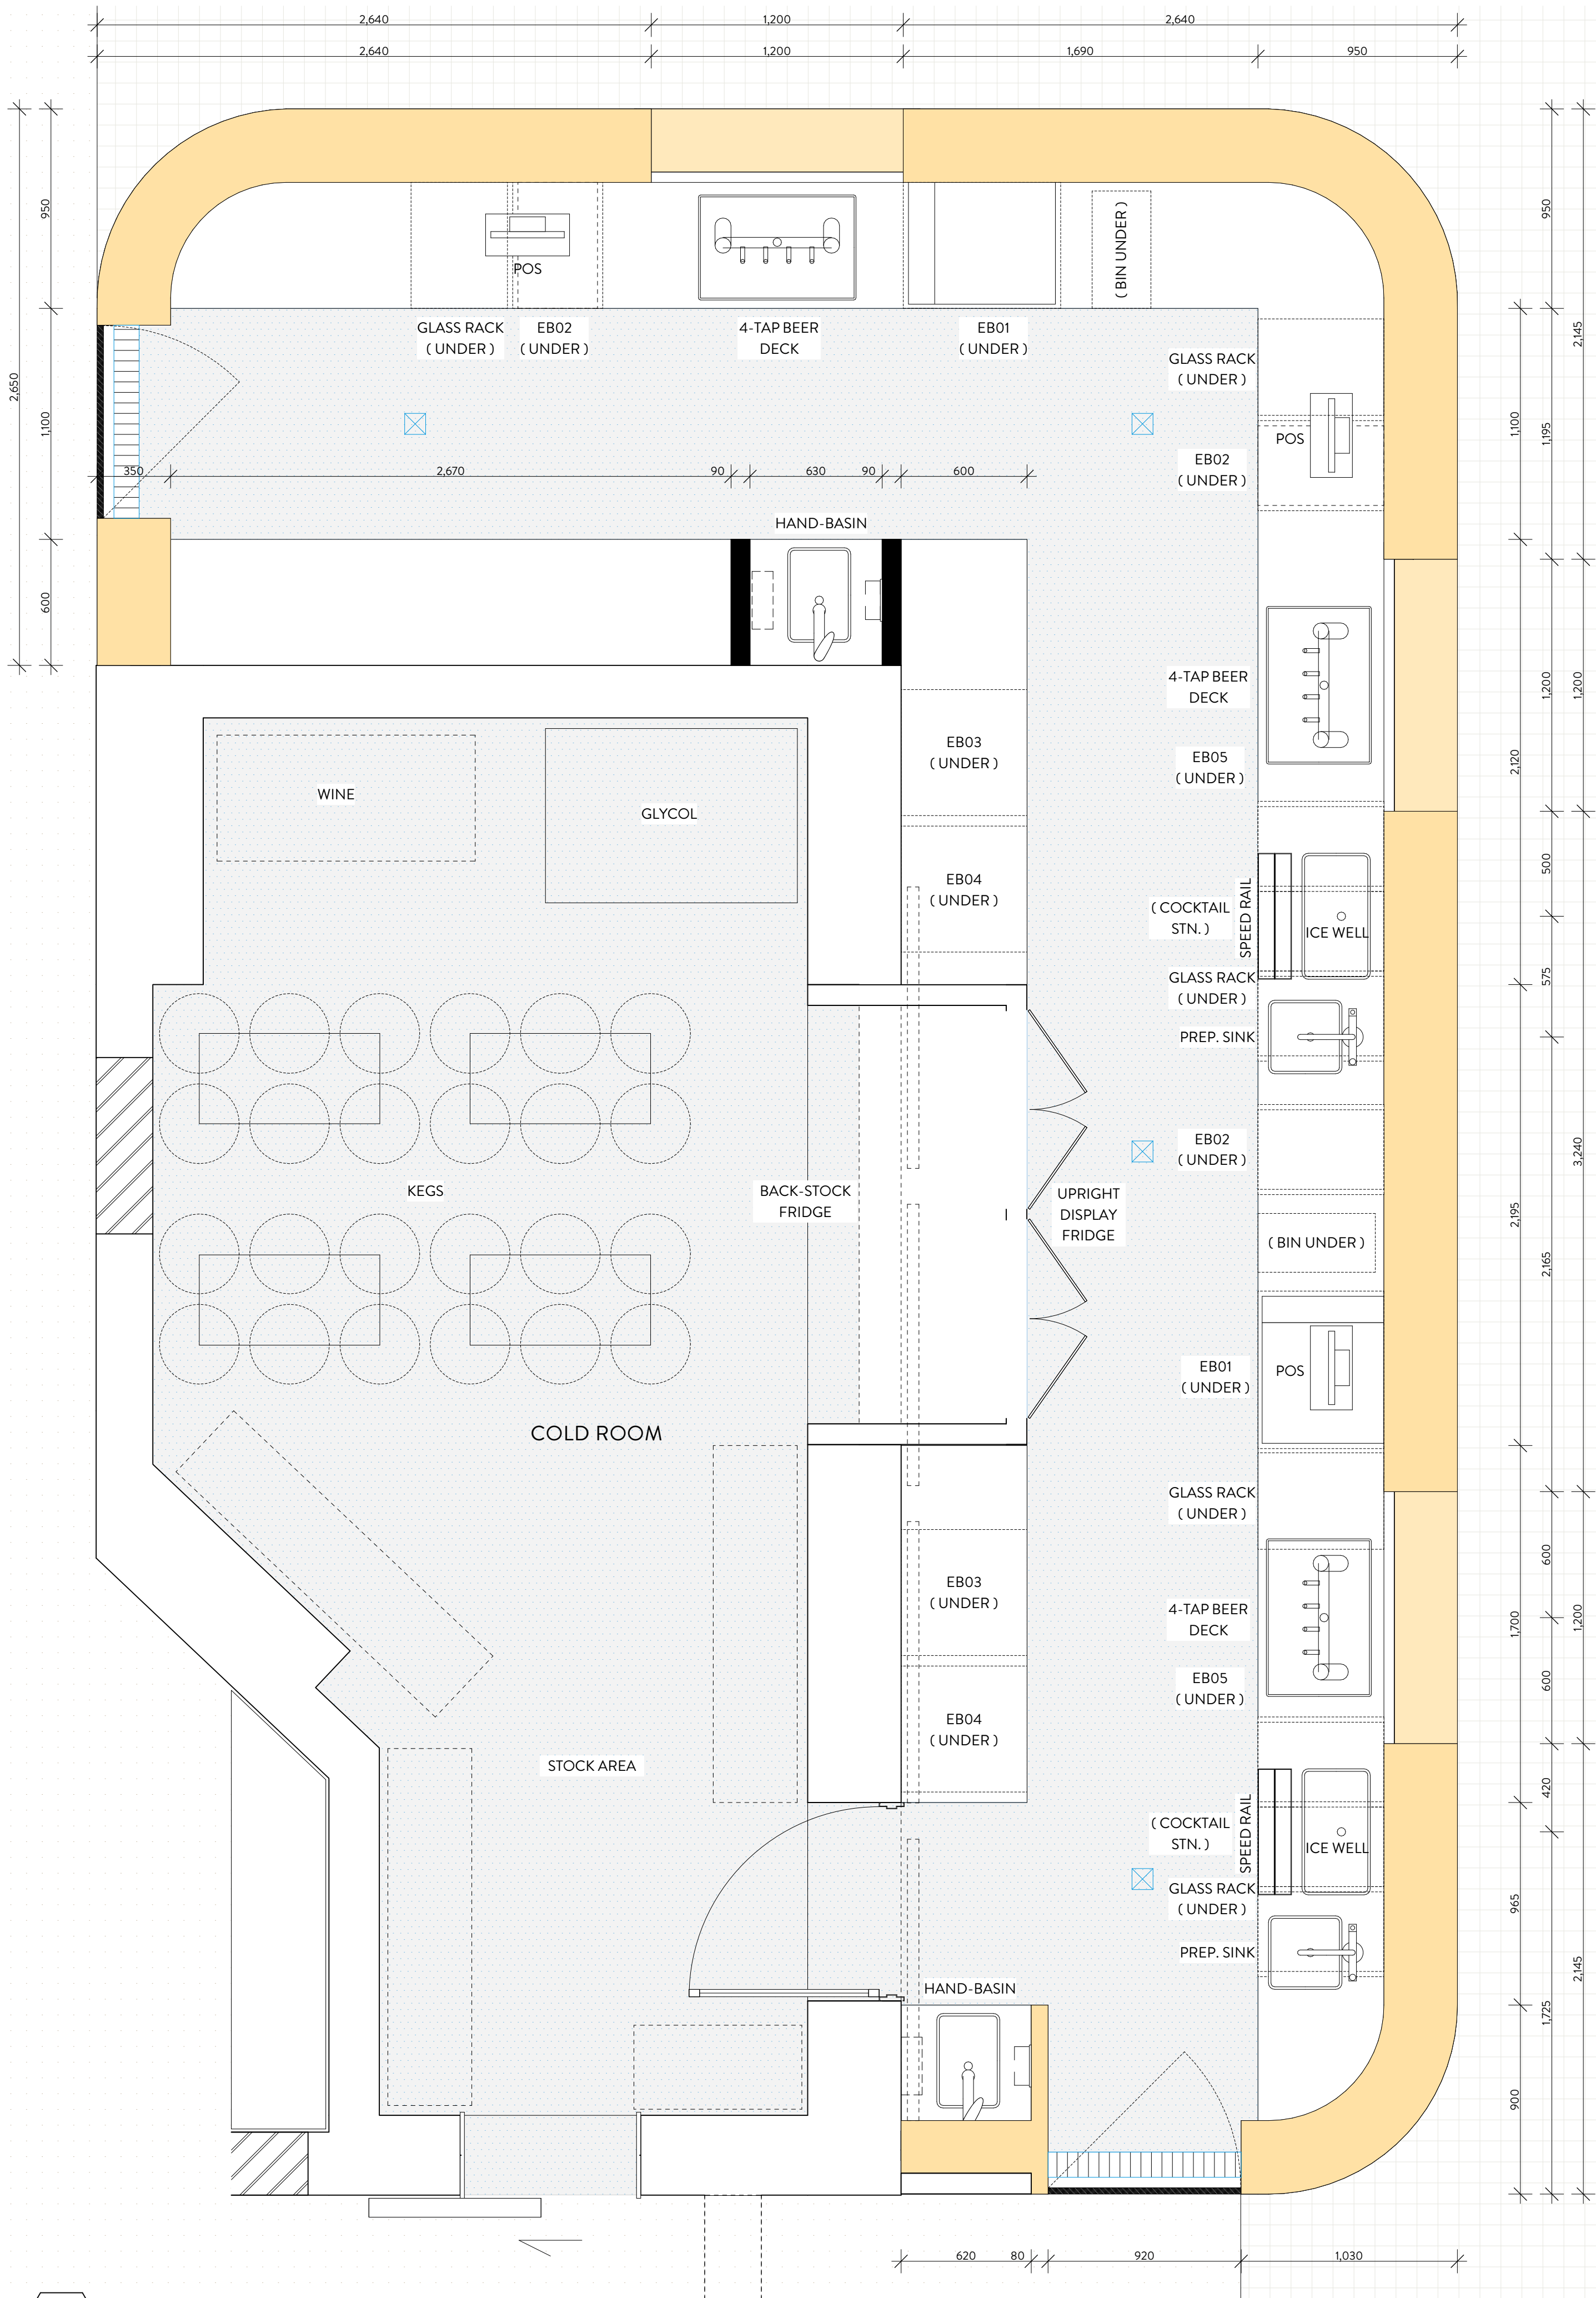 2,640
1,200
2,640
2,640
1,200
1,690
950
950
950
2,650
1,100
600
POS
( BIN UNDER )
GLASS RACK
( UNDER )
EB02
( UNDER )
4-TAP BEER
DECK
EB01
( UNDER )
GLASS RACK
( UNDER )
2,145
1,100
1,195
POS
EB02
( UNDER )
350
2,670
90
630
90
600
HAND-BASIN
4-TAP BEER
DECK
1,200
1,200
EB03
( UNDER )
EB05
( UNDER )
2,120
WINE
GLYCOL
EB04
( UNDER )
500
( COCKTAIL
STN. )
SPEED RAIL
ICE WELL
GLASS RACK
( UNDER )
575
PREP. SINK
EB02
( UNDER )
3,240
KEGS
BACK-STOCK
FRIDGE
UPRIGHT
DISPLAY
FRIDGE
2,195
( BIN UNDER )
2,165
EB01
( UNDER )
POS
COLD ROOM
GLASS RACK
( UNDER )
600
EB03
( UNDER )
4-TAP BEER
DECK
1,700
1,200
EB05
( UNDER )
600
EB04
( UNDER )
STOCK AREA
420
( COCKTAIL
STN. )
SPEED RAIL
ICE WELL
GLASS RACK
( UNDER )
965
PREP. SINK
2,145
HAND-BASIN
1,725
900
620
80
920
1,030